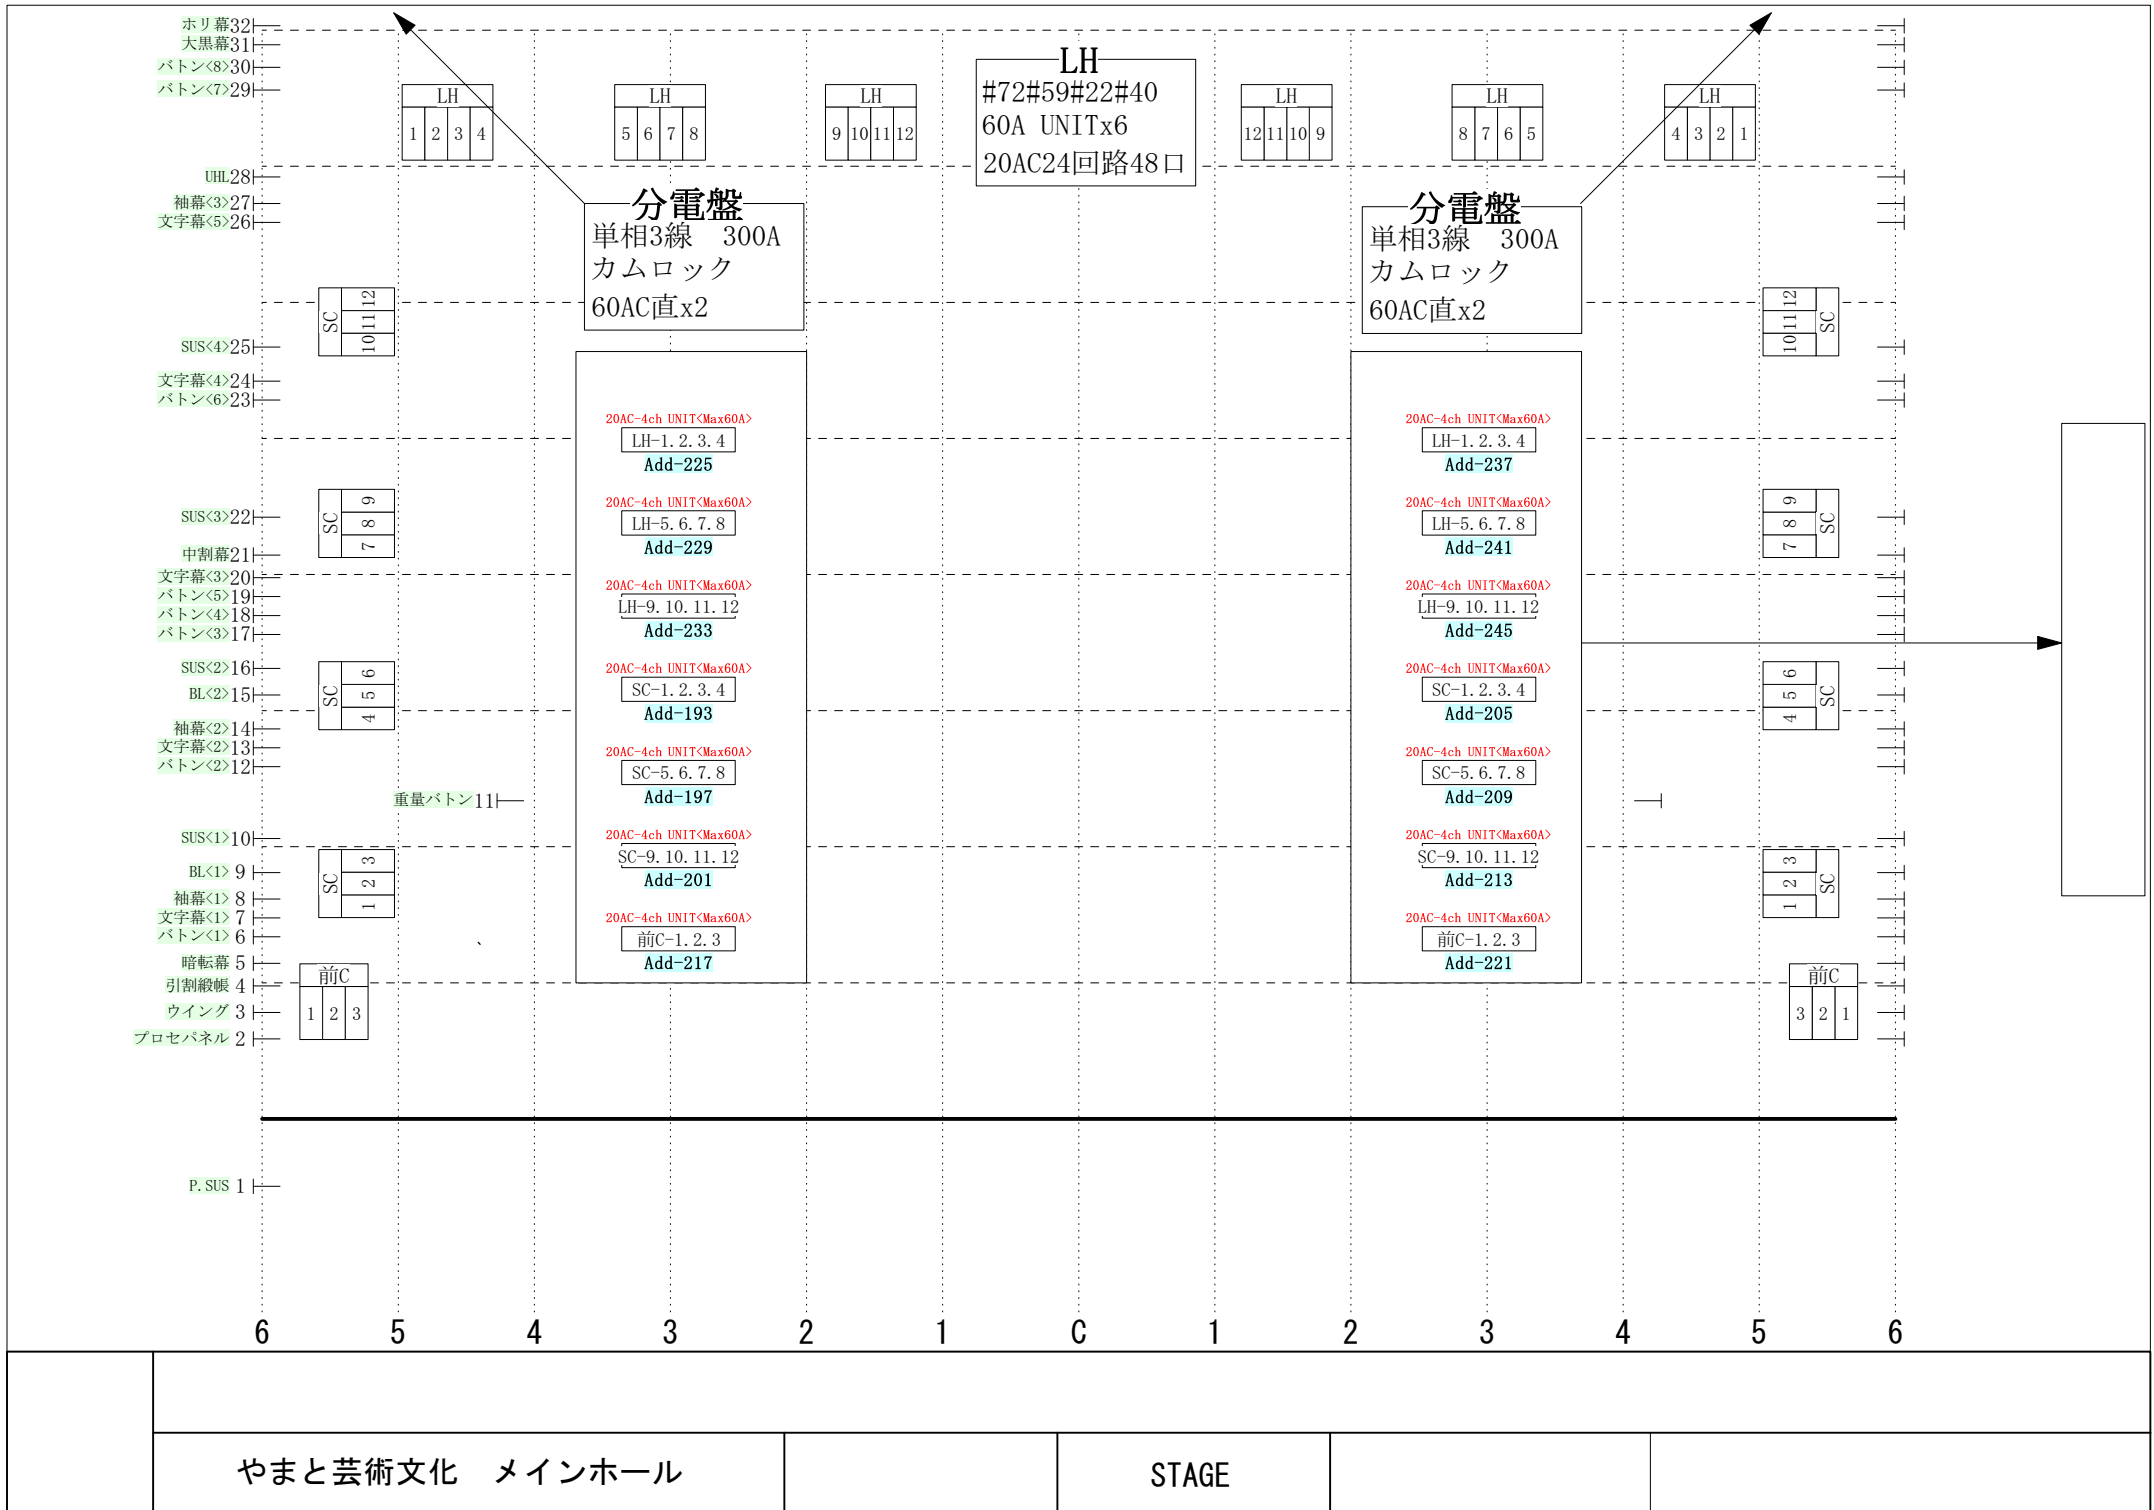 ホリ幕32
大黒幕31
バトン<8>30
バトン<7>29
UHL28
袖幕<3>27
文字幕<5>26
SUS<4>25
文字幕<4>24
バトン<6>23
SUS<3>22
中割幕21
文字幕<3>20
バトン<5>19
バトン<4>18
バトン<3>17
SUS<2>16
BL<2>15
袖幕<2>14
文字幕<2>13
バトン<2>12
重量バトン11
SUS<1>10
BL<1> 9
袖幕<1> 8
文字幕<1> 7
バトン<1> 6
暗転幕 5
引割緞帳 4
ウイング 3
プロセパネル 2
P.SUS 1
LH
1 2 3 4
LH
5 6 7 8
LH
9 10 11 12
LH
#72#59#22#40
60A UNITx6
20AC24回路48口
LH
12 11 10 9
LH
8 7 6 5
LH
4 3 2 1
分電盤
単相3線 300A
カムロック
60AC直x2
分電盤
単相3線 300A
カムロック
60AC直x2
SC
10 11 12
SC
7 8 9
SC
4 5 6
SC
1 2 3
前C
1 2 3
20AC-4ch UNIT<Max60A>
LH-1.2.3.4
Add-225
20AC-4ch UNIT<Max60A>
LH-5.6.7.8
Add-229
20AC-4ch UNIT<Max60A>
LH-9.10.11.12
Add-233
20AC-4ch UNIT<Max60A>
SC-1.2.3.4
Add-193
20AC-4ch UNIT<Max60A>
SC-5.6.7.8
Add-197
20AC-4ch UNIT<Max60A>
SC-9.10.11.12
Add-201
20AC-4ch UNIT<Max60A>
前C-1.2.3
Add-217
20AC-4ch UNIT<Max60A>
LH-1.2.3.4
Add-237
20AC-4ch UNIT<Max60A>
LH-5.6.7.8
Add-241
20AC-4ch UNIT<Max60A>
LH-9.10.11.12
Add-245
20AC-4ch UNIT<Max60A>
SC-1.2.3.4
Add-205
20AC-4ch UNIT<Max60A>
SC-5.6.7.8
Add-209
20AC-4ch UNIT<Max60A>
SC-9.10.11.12
Add-213
20AC-4ch UNIT<Max60A>
前C-1.2.3
Add-221
10 11 12
SC
7 8 9
SC
4 5 6
SC
1 2 3
SC
前C
3 2 1
、
6 5 4 3 2 1 C 1 2 3 4 5 6
やまと芸術文化 メインホール
STAGE